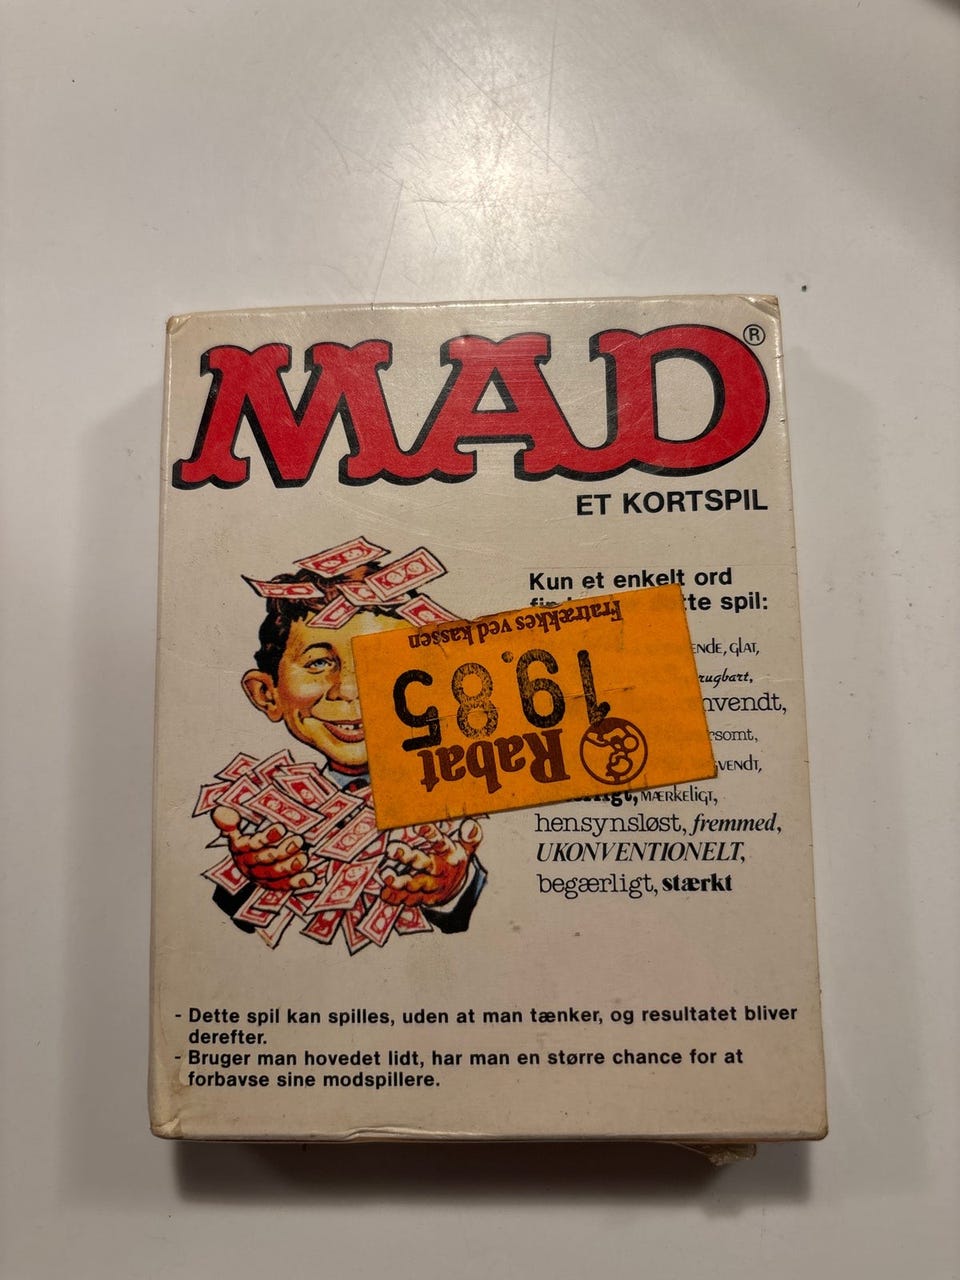 MAD®
ET KORTSPIL
Kun et enkelt ord
spil:
GLAT,
rugbart,
nvendt,
rsomt,
MÆRKELIGT,
hensynsløst, fremmed,
UKONVENTIONELT,
begærligt, stærkt
Fratrækkes ved kassen
19.85
Rabat
- Dette spil kan spilles, uden at man tænker, og resultatet bliver
derefter.
- Bruger man hovedet lidt, har man en større chance for at
forbavse sine modspillere.